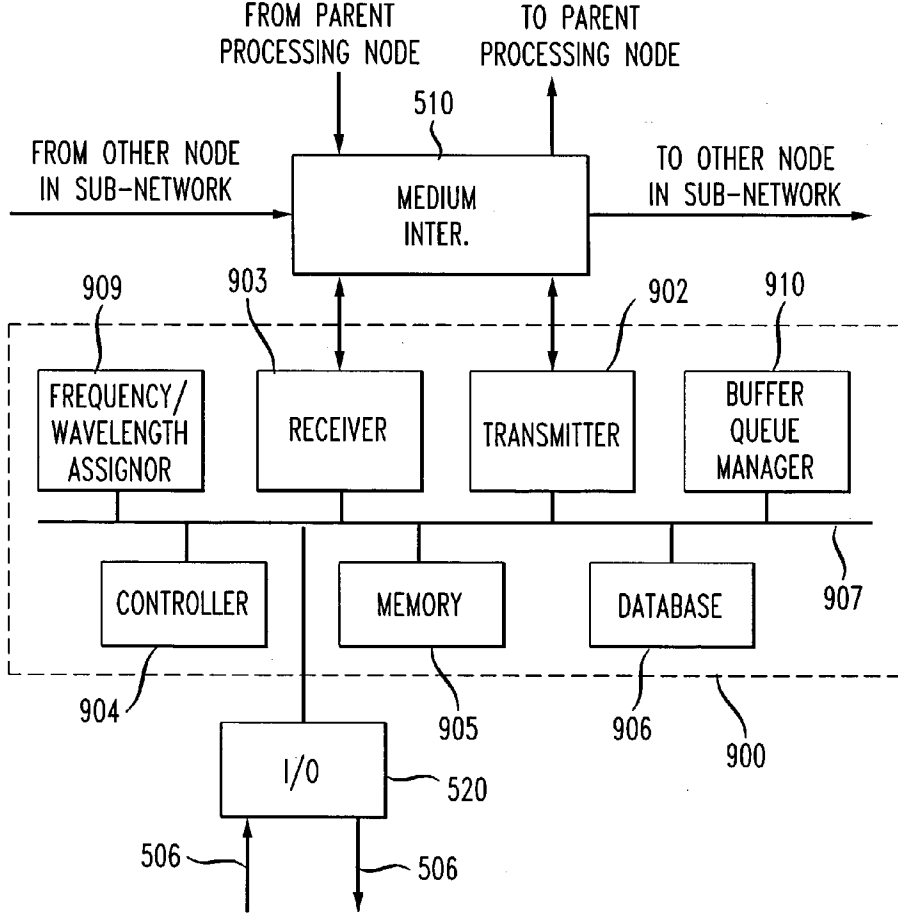 FROM PARENT
PROCESSING NODE
TO PARENT
PROCESSING NODE
510
FROM OTHER NODE
IN SUB-NETWORK
MEDIUM
INTER.
TO OTHER NODE
IN SUB-NETWORK
909
903
902
910
FREQUENCY/
WAVELENGTH
ASSIGNOR
RECEIVER
TRANSMITTER
BUFFER
QUEUE
MANAGER
CONTROLLER
MEMORY
DATABASE
907
904
905
906
900
I/O
520
506
506